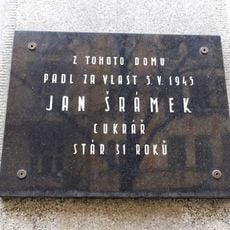 Z TOHOTO DOMU
PADL ZA VLAST 5.V.1945
JAN ŠRÁMEK
CUKRÁŘ
STÁR 31 ROKŮ